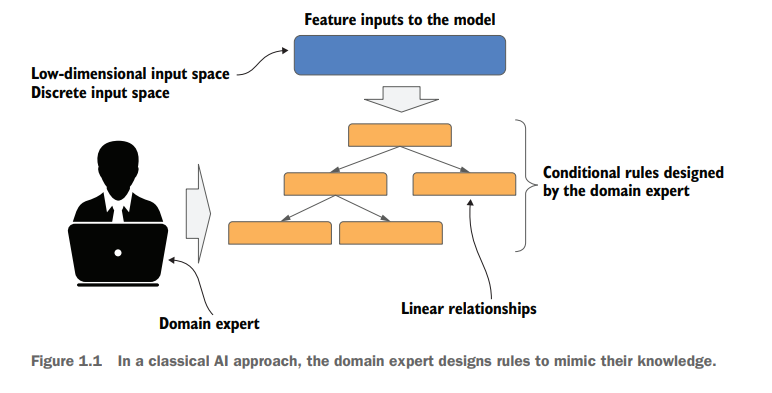 Feature inputs to the model
Low-dimensional input space
Discrete input space
Conditional rules designed
by the domain expert
Linear relationships
Domain expert
Figure 1.1 In a classical AI approach, the domain expert designs rules to mimic their knowledge.